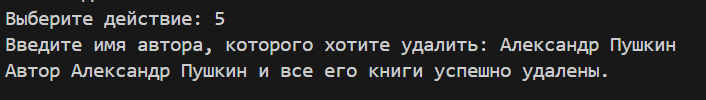 Выберите действие: 5
Введите имя автора, которого хотите удалить: Александр Пушкин
Автор Александр Пушкин и все его книги успешно удалены.